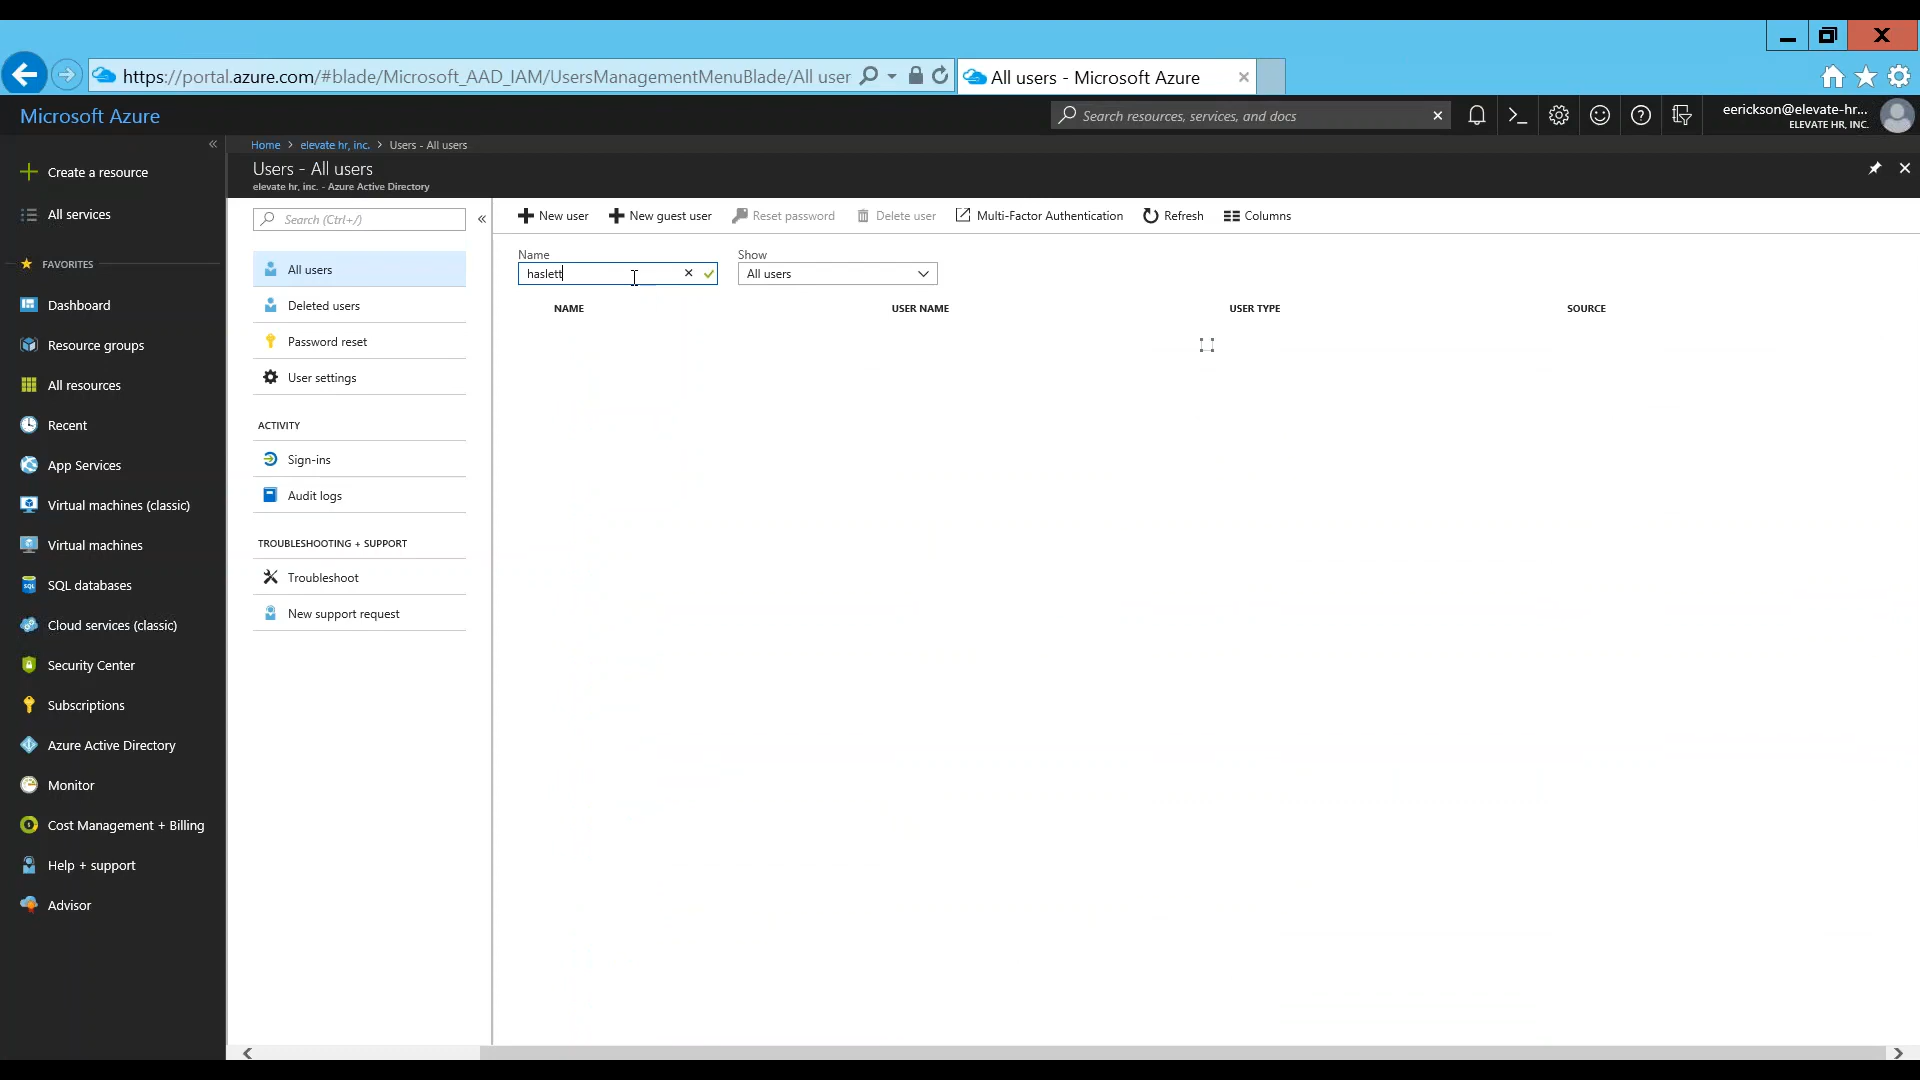 https://portal.azure.com/#blade/Microsoft_AAD_IAM/UsersManagementMenuBlade/All user
All users - Microsoft Azure
Microsoft Azure
Search resources, services, and docs
eerickson@elevate-hr,...
ELEVATE HR, INC.
Home > elevate hr, inc. > Users - All users
Users - All users
elevate hr, inc. - Azure Active Directory
Create a resource
All services
FAVORITES
Dashboard
Resource groups
All resources
Recent
App Services
Virtual machines (classic)
Virtual machines
SQL databases
Cloud services (classic)
Security Center
Subscriptions
Azure Active Directory
Monitor
Cost Management + Billing
Help + support
Advisor
Search (Ctrl+/)
All users
Deleted users
Password reset
User settings
ACTIVITY
Sign-ins
Audit logs
TROUBLESHOOTING + SUPPORT
Troubleshoot
New support request
New user
New guest user
Reset password
Delete user
Multi-Factor Authentication
Refresh
Columns
Name
Show
haslett
All users
NAME
USER NAME
USER TYPE
SOURCE